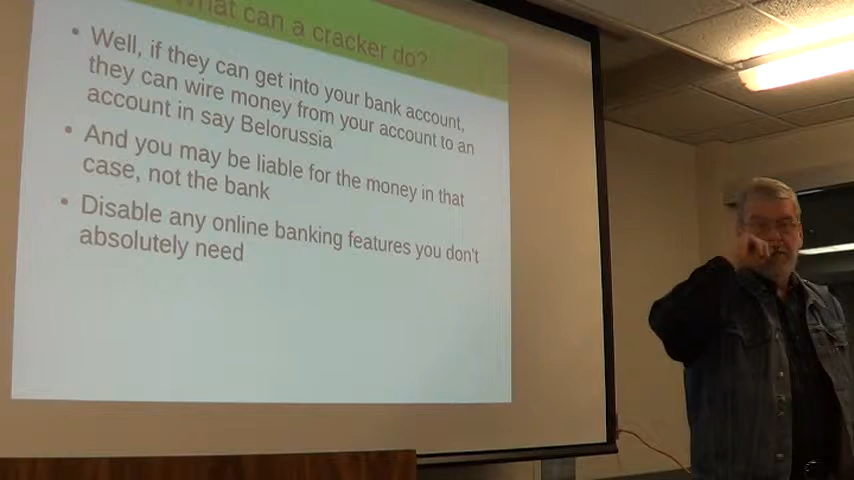 What can a cracker do?
• Well, if they can get into your bank account,
they can wire money from your account to an
account in say Belorussia
• And you may be liable for the money in that
case, not the bank
• Disable any online banking features you don't
absolutely need